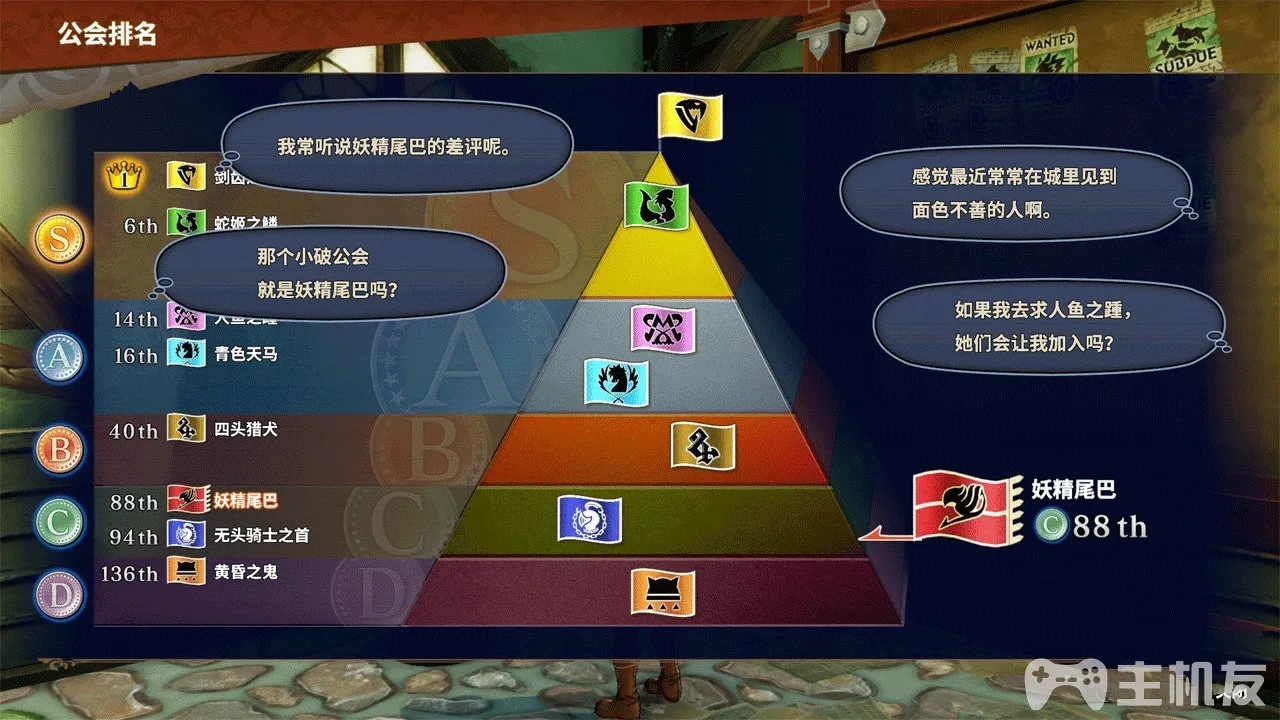 公会排名
WANTED
SUBDUE
我常听说妖精尾巴的差评呢。
感觉最近常常在城里见到
面色不善的人啊。
那个小破公会
就是妖精尾巴吗?
如果我去求人鱼之踵，
她们会让我加入吗?
S
1
6th 蛇姬之鳞
A
14th 人鱼之踵
16th 青色天马
B
40th 四头猎犬
C
88th 妖精尾巴
94th 无头骑士之首
D
136th 黄昏之鬼
S
A
B
C
D
妖精尾巴
C 88th
主机友